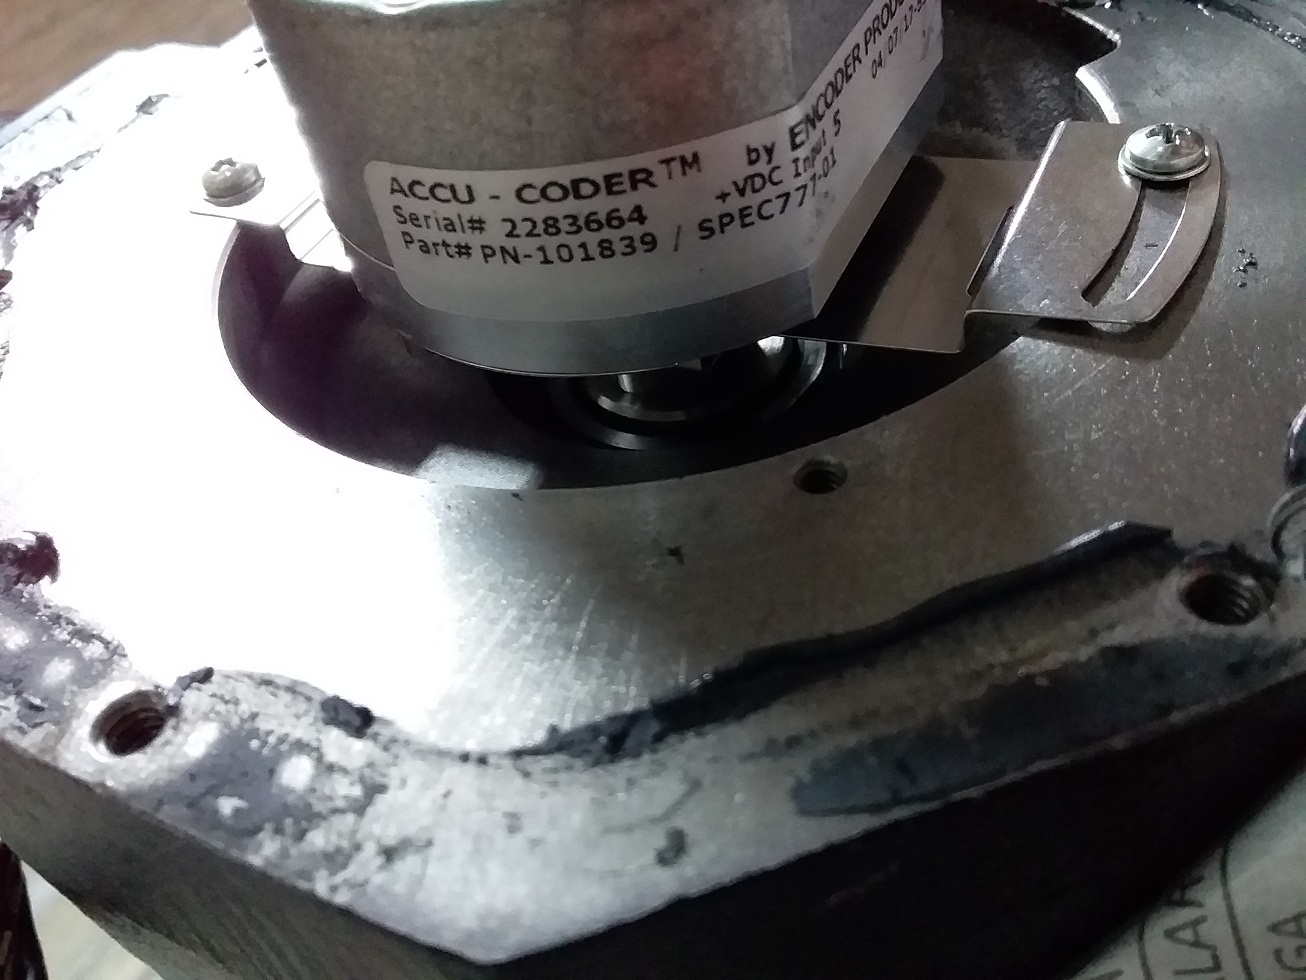 ACCU - CODER™ by ENCODER
Serial# 2283664 +VDC Input 5
Part# PN-101839 / SPEC777-01